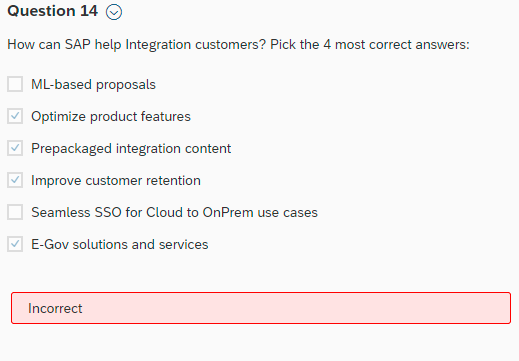 Question 14
How can SAP help Integration customers? Pick the 4 most correct answers:
ML-based proposals
Optimize product features
Prepackaged integration content
Improve customer retention
Seamless SSO for Cloud to OnPrem use cases
E-Gov solutions and services
Incorrect